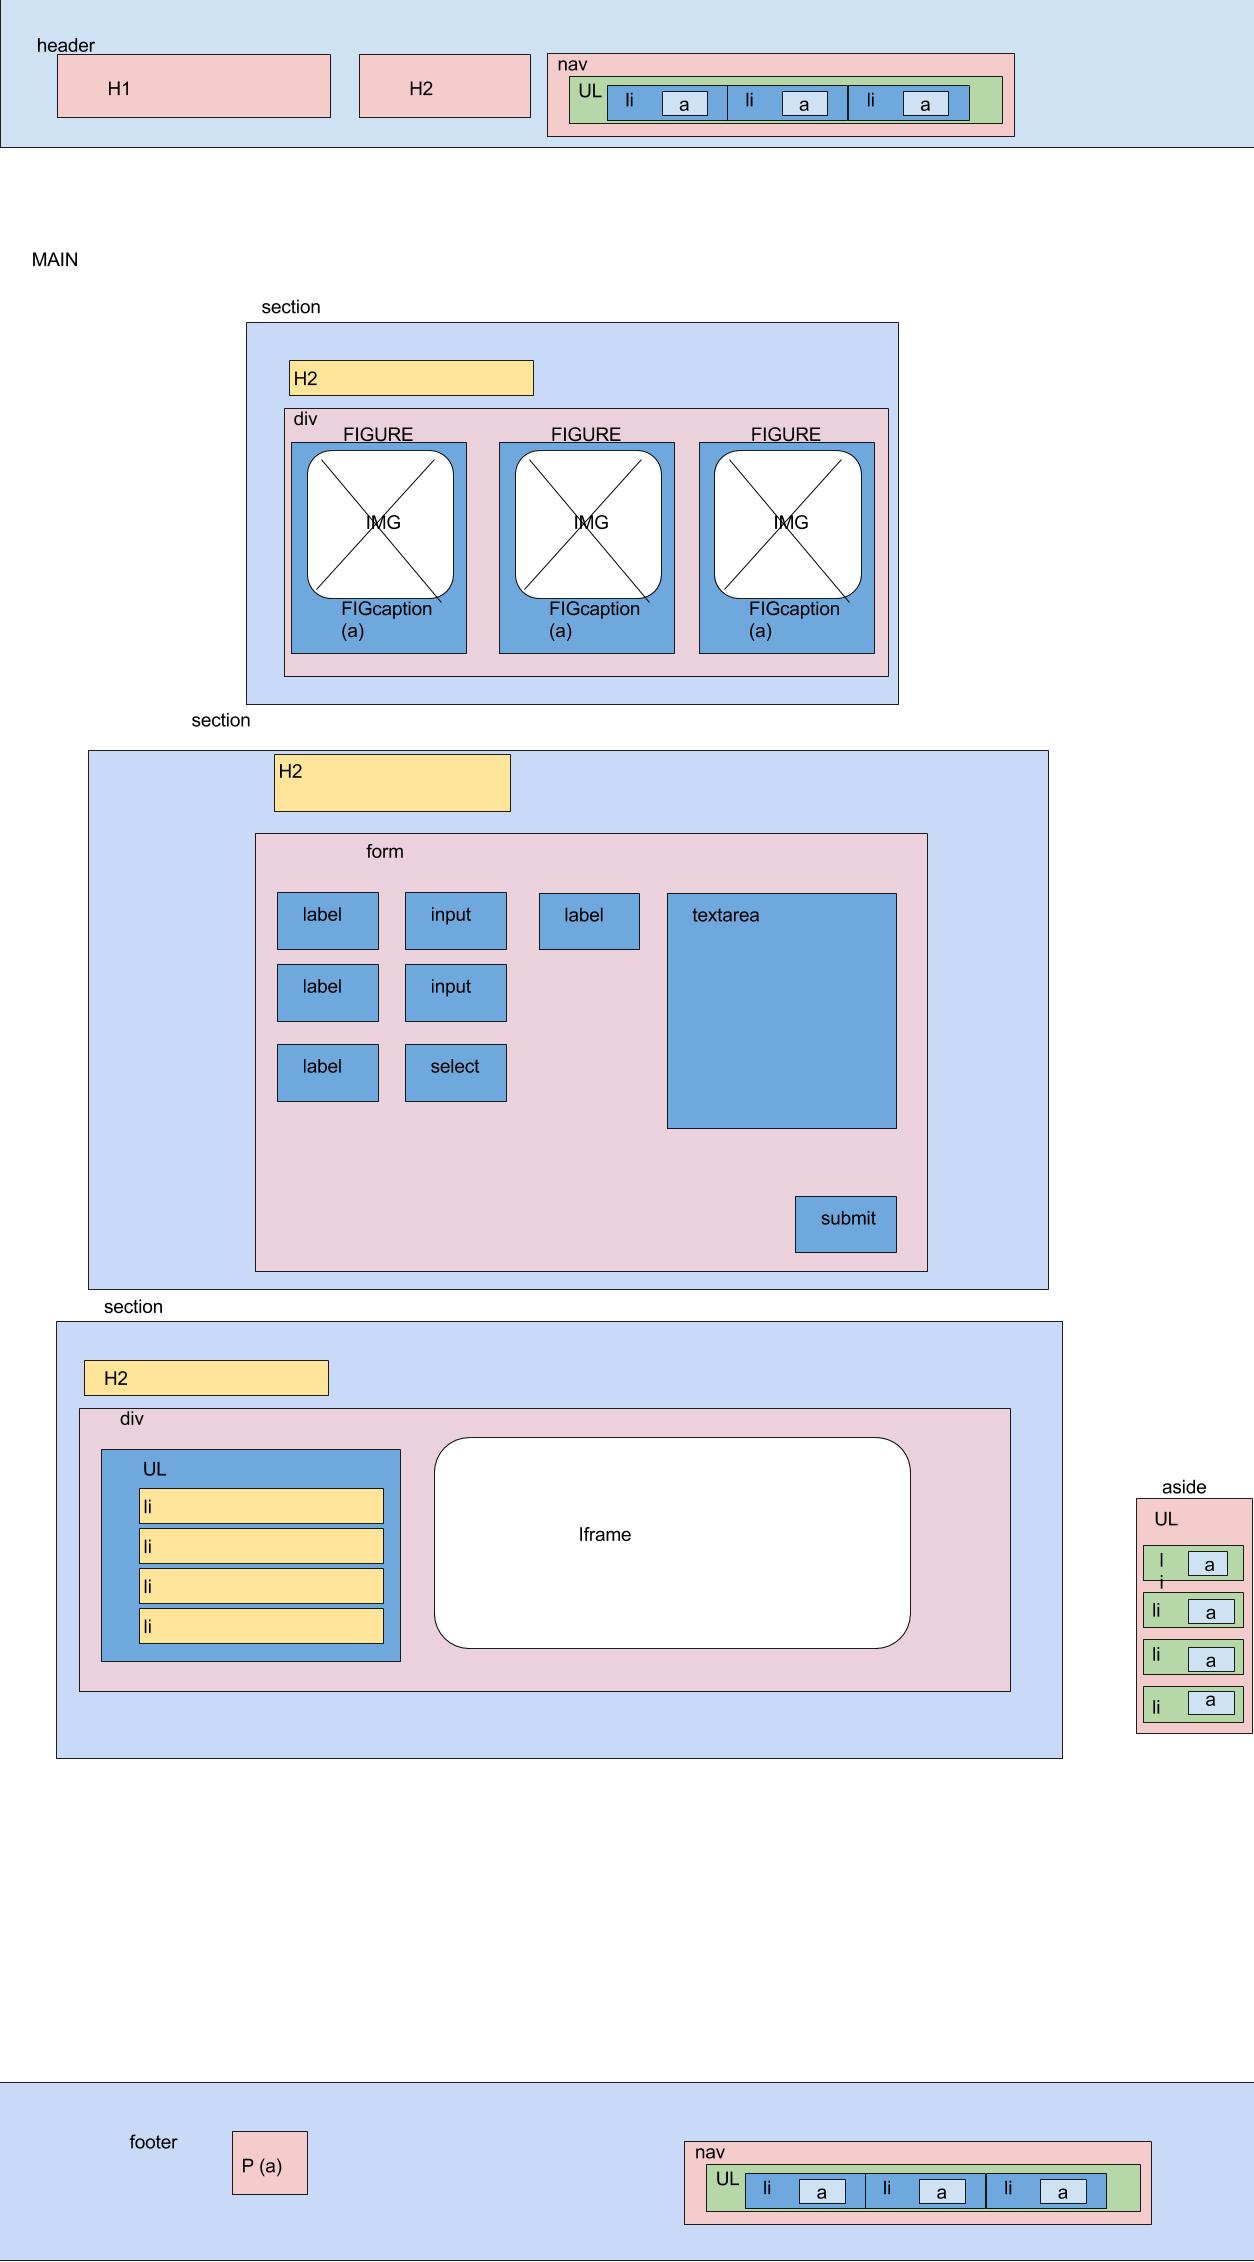 header
H1
H2
nav
UL
li
a
li
a
li
a
MAIN
section
H2
div
FIGURE
FIGURE
FIGURE
IMG
IMG
IMG
FIGcaption
(a)
FIGcaption
(a)
FIGcaption
(a)
section
H2
form
label
input
label
textarea
label
input
label
select
submit
section
H2
div
UL
li
li
li
li
Iframe
aside
UL
l
i
a
li
a
li
a
li
a
footer
P (a)
nav
UL
li
a
li
a
li
a